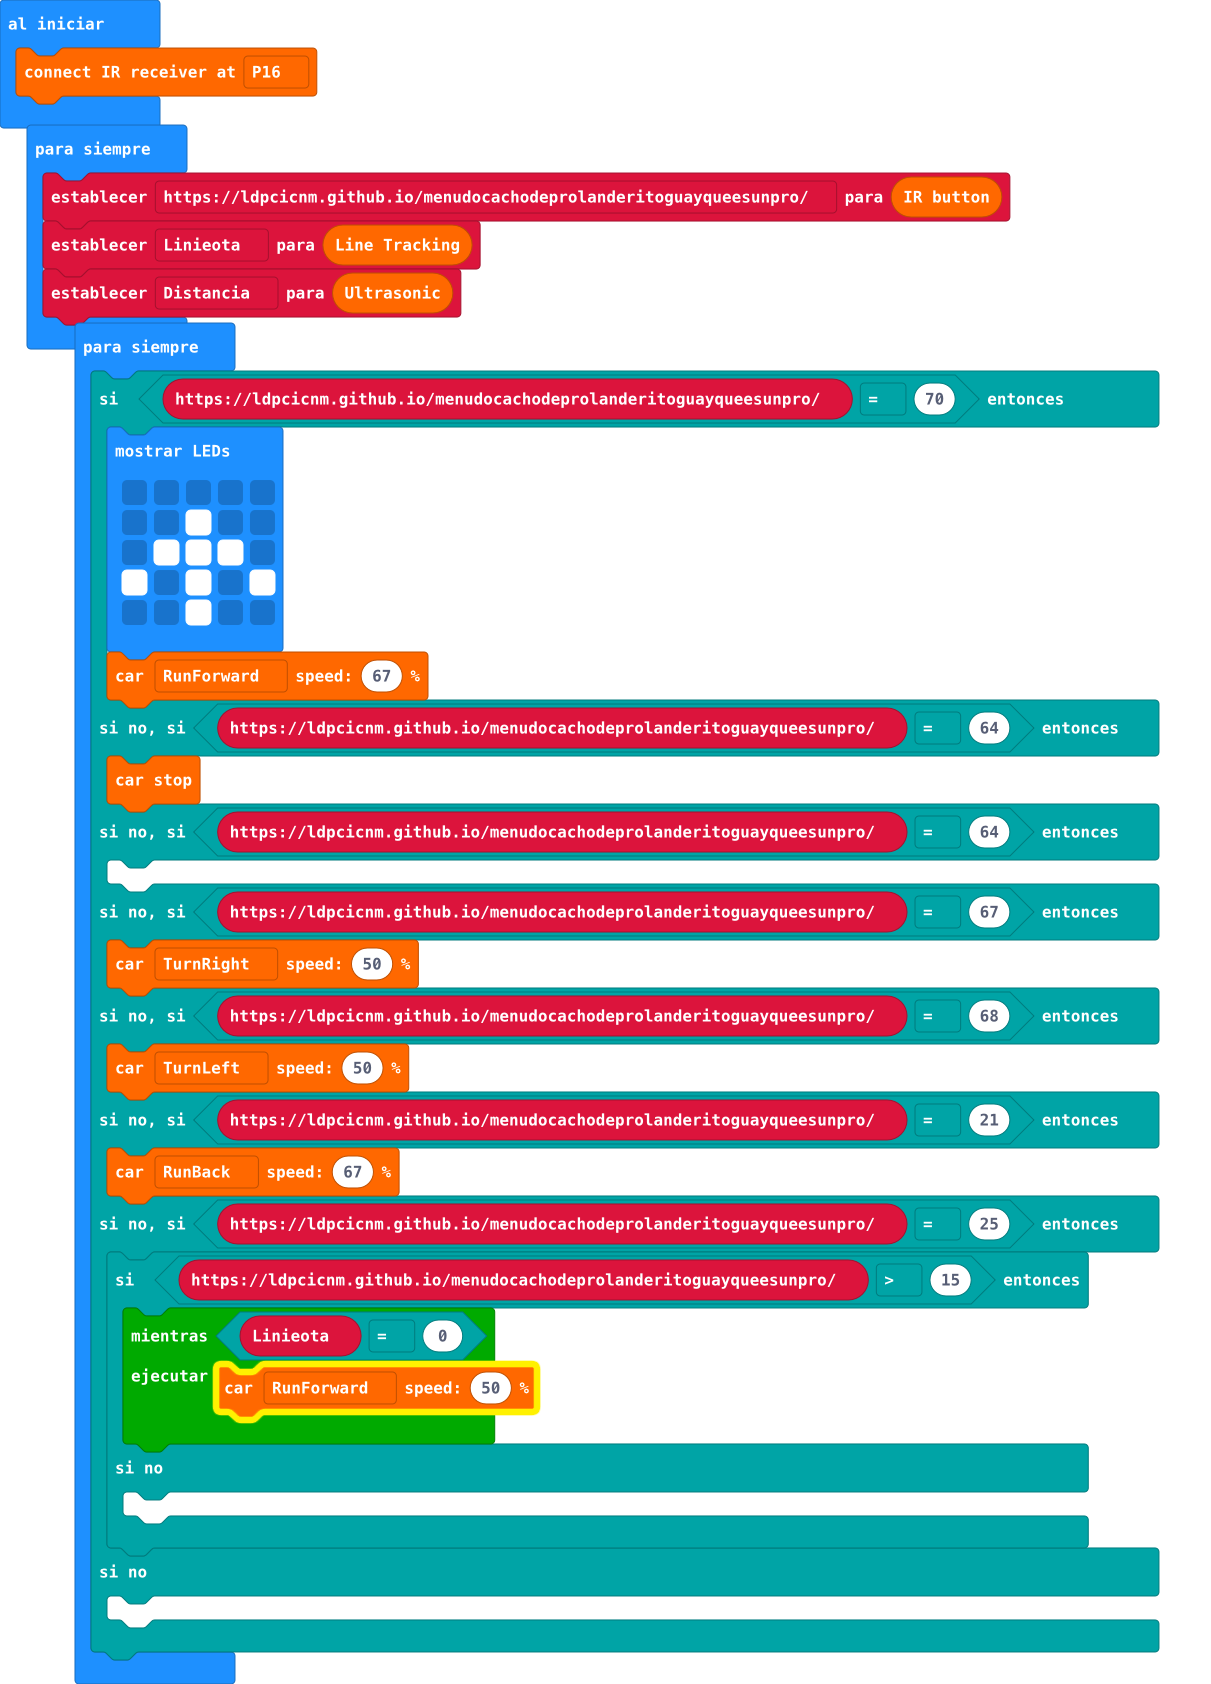 al iniciar
connect IR receiver at P16
para siempre
establecer https://ldpcicnm.github.io/menudocachodeprolanderitoguayqueesunpro/ para IR button
establecer Linieota para Line Tracking
establecer Distancia para Ultrasonic
para siempre
si https://ldpcicnm.github.io/menudocachodeprolanderitoguayqueesunpro/ = 70 entonces
mostrar LEDs
car RunForward speed: 67 %
si no, si https://ldpcicnm.github.io/menudocachodeprolanderitoguayqueesunpro/ = 64 entonces
car stop
si no, si https://ldpcicnm.github.io/menudocachodeprolanderitoguayqueesunpro/ = 64 entonces
si no, si https://ldpcicnm.github.io/menudocachodeprolanderitoguayqueesunpro/ = 67 entonces
car TurnRight speed: 50 %
si no, si https://ldpcicnm.github.io/menudocachodeprolanderitoguayqueesunpro/ = 68 entonces
car TurnLeft speed: 50 %
si no, si https://ldpcicnm.github.io/menudocachodeprolanderitoguayqueesunpro/ = 21 entonces
car RunBack speed: 67 %
si no, si https://ldpcicnm.github.io/menudocachodeprolanderitoguayqueesunpro/ = 25 entonces
si https://ldpcicnm.github.io/menudocachodeprolanderitoguayqueesunpro/ > 15 entonces
mientras Linieota = 0
ejecutar car RunForward speed: 50 %
si no
si no